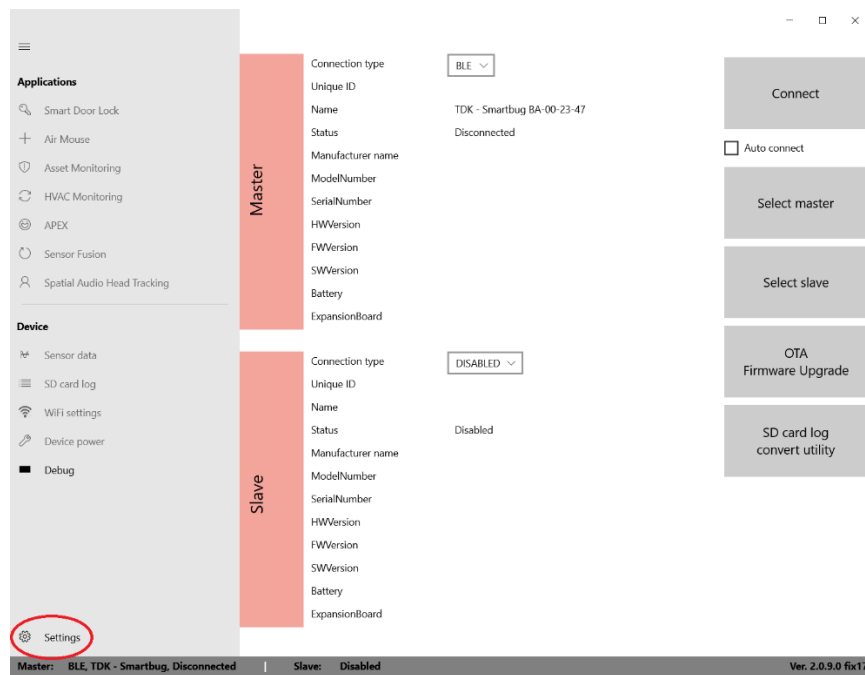 Applications
Smart Door Lock
Air Mouse
Asset Monitoring
HVAC Monitoring
APEX
Sensor Fusion
Spatial Audio Head Tracking
Device
Sensor data
SD card log
WiFi settings
Device power
Debug
Settings
Master
Connection type BLE
Unique ID
Name TDK - Smartbug BA-00-23-47
Status Disconnected
Manufacturer name
ModelNumber
SerialNumber
HWVersion
FWVersion
SWVersion
Battery
ExpansionBoard
Slave
Connection type DISABLED
Unique ID
Name
Status Disabled
Manufacturer name
ModelNumber
SerialNumber
HWVersion
FWVersion
SWVersion
Battery
ExpansionBoard
Connect
Auto connect
Select master
Select slave
OTA
Firmware Upgrade
SD card log
convert utility
Master: BLE, TDK - Smartbug, Disconnected | Slave: Disabled Ver. 2.0.9.0 fix17